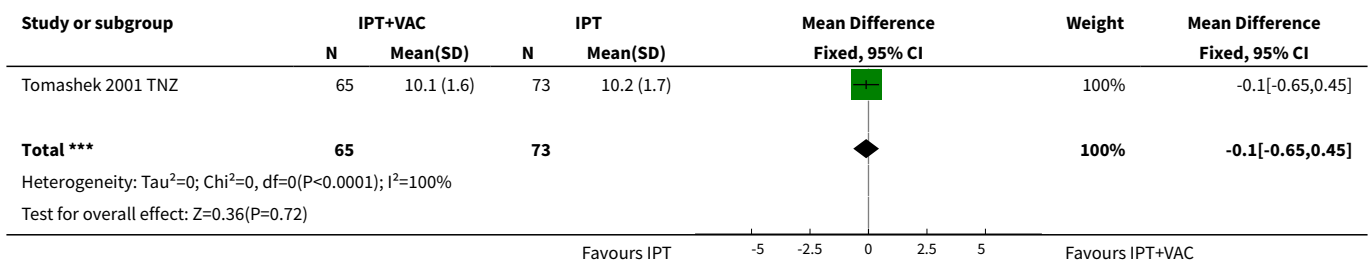 Study or subgroup IPT+VAC IPT Mean Difference Weight Mean Difference
N Mean(SD) N Mean(SD) Fixed, 95% CI Fixed, 95% CI
Tomashek 2001 TNZ 65 10.1 (1.6) 73 10.2 (1.7) 100% -0.1[-0.65,0.45]
Total *** 65 73 100% -0.1[-0.65,0.45]
Heterogeneity: Tau²=0; Chi²=0, df=0(P<0.0001); I²=100%
Test for overall effect: Z=0.36(P=0.72)
Favours IPT -5 -2.5 0 2.5 5 Favours IPT+VAC